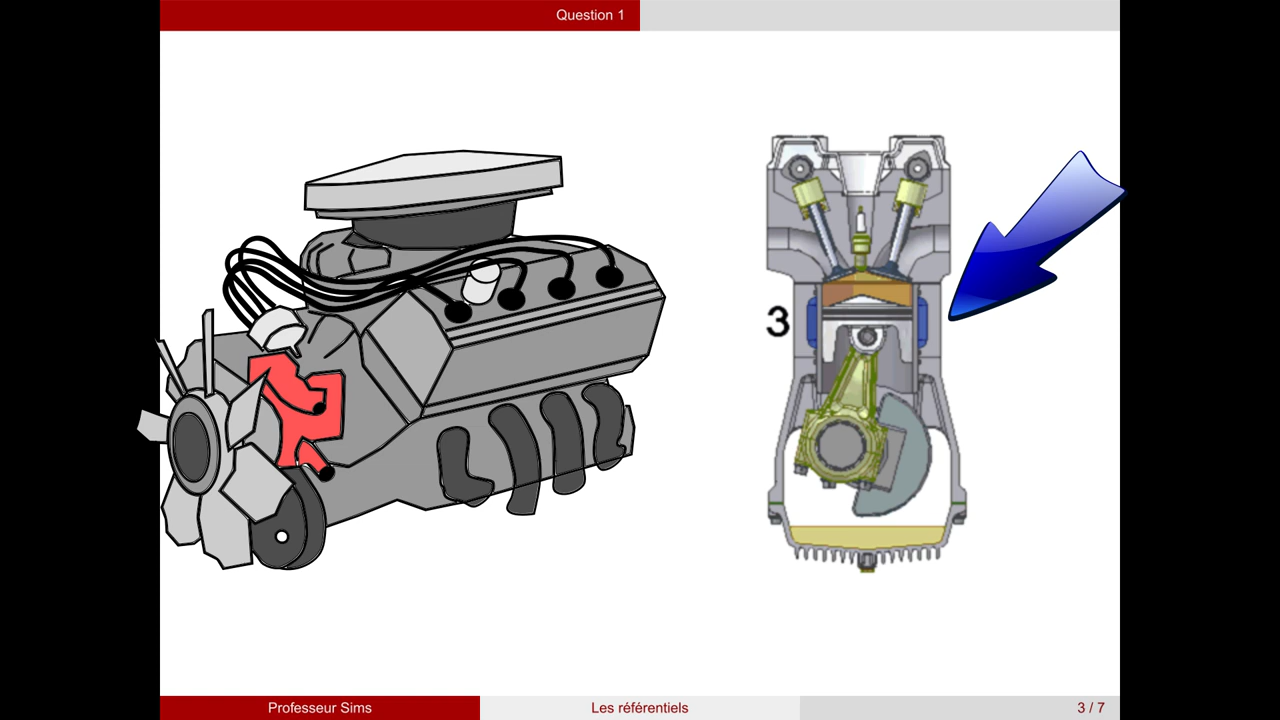 Question 1
3
Professeur Sims
Les référentiels
3 / 7